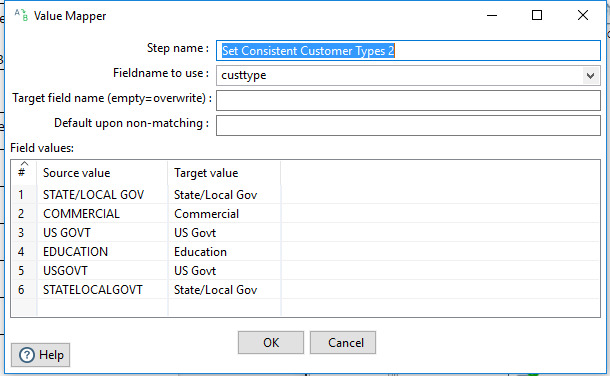 Value Mapper
Step name : Set Consistent Customer Types 2
Fieldname to use : custtype
Target field name (empty=overwrite) :
Default upon non-matching :
Field values:
# Source value Target value
1 STATE/LOCAL GOV State/Local Gov
2 COMMERCIAL Commercial
3 US GOVT US Govt
4 EDUCATION Education
5 USGOVT US Govt
6 STATELOCALGOVT State/Local Gov
OK Cancel
Help